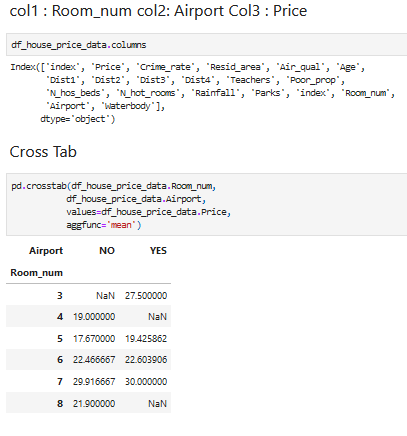 col1 : Room_num col2: Airport Col3 : Price
df_house_price_data.columns
Index(['index', 'Price', 'Crime_rate', 'Resid_area', 'Air_qual', 'Age',
'Dist1', 'Dist2', 'Dist3', 'Dist4', 'Teachers', 'Poor_prop',
'N_hos_beds', 'N_hot_rooms', 'Rainfall', 'Parks', 'index', 'Room_num',
'Airport', 'Waterbody'],
dtype='object')
Cross Tab
pd.crosstab(df_house_price_data.Room_num,
df_house_price_data.Airport,
values=df_house_price_data.Price,
aggfunc='mean')
Airport NO YES
Room_num
3 NaN 27.500000
4 19.000000 NaN
5 17.670000 19.425862
6 22.466667 22.603906
7 29.916667 30.000000
8 21.900000 NaN